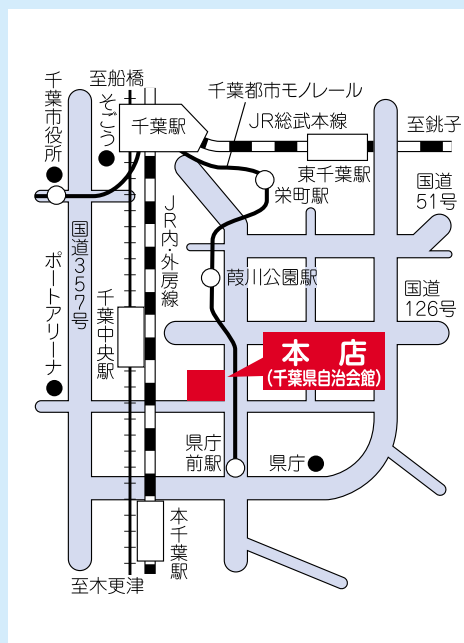 至船橋
千葉市役所
そごう
千葉駅
千葉都市モノレール
JR総武本線
至銚子
東千葉駅
栄町駅
国道
51号
国道357号
JR内・外房線
ポートアリーナ
千葉中央駅
葭川公園駅
国道
126号
本店
(千葉県自治会館)
県庁
前駅
県庁
本千葉駅
至木更津